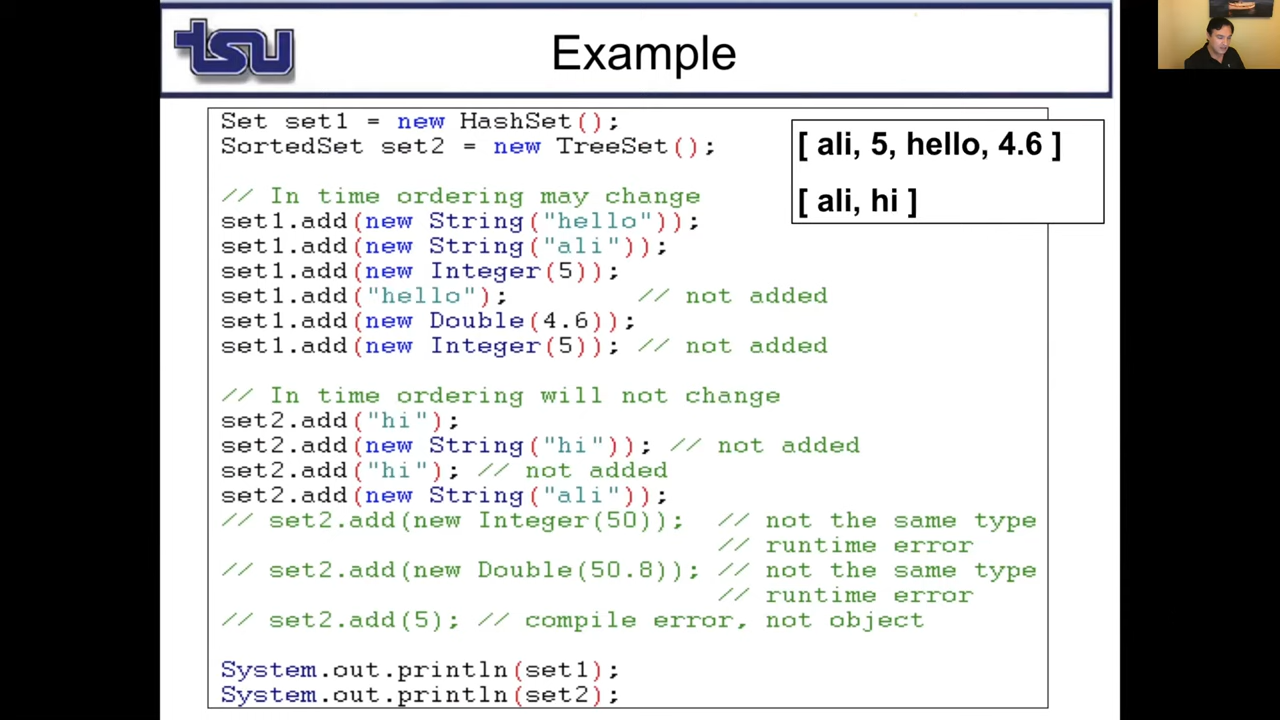 tsu
Example
Set set1 = new HashSet();
SortedSet set2 = new TreeSet();
[ ali, 5, hello, 4.6 ]
[ ali, hi ]
// In time ordering may change
set1.add(new String("hello"));
set1.add(new String("ali"));
set1.add(new Integer(5));
set1.add("hello"); // not added
set1.add(new Double(4.6));
set1.add(new Integer(5)); // not added
// In time ordering will not change
set2.add("hi");
set2.add(new String("hi")); // not added
set2.add("hi"); // not added
set2.add(new String("ali"));
// set2.add(new Integer(50)); // not the same type
// runtime error
// set2.add(new Double(50.8)); // not the same type
// runtime error
// set2.add(5); // compile error, not object
System.out.println(set1);
System.out.println(set2);